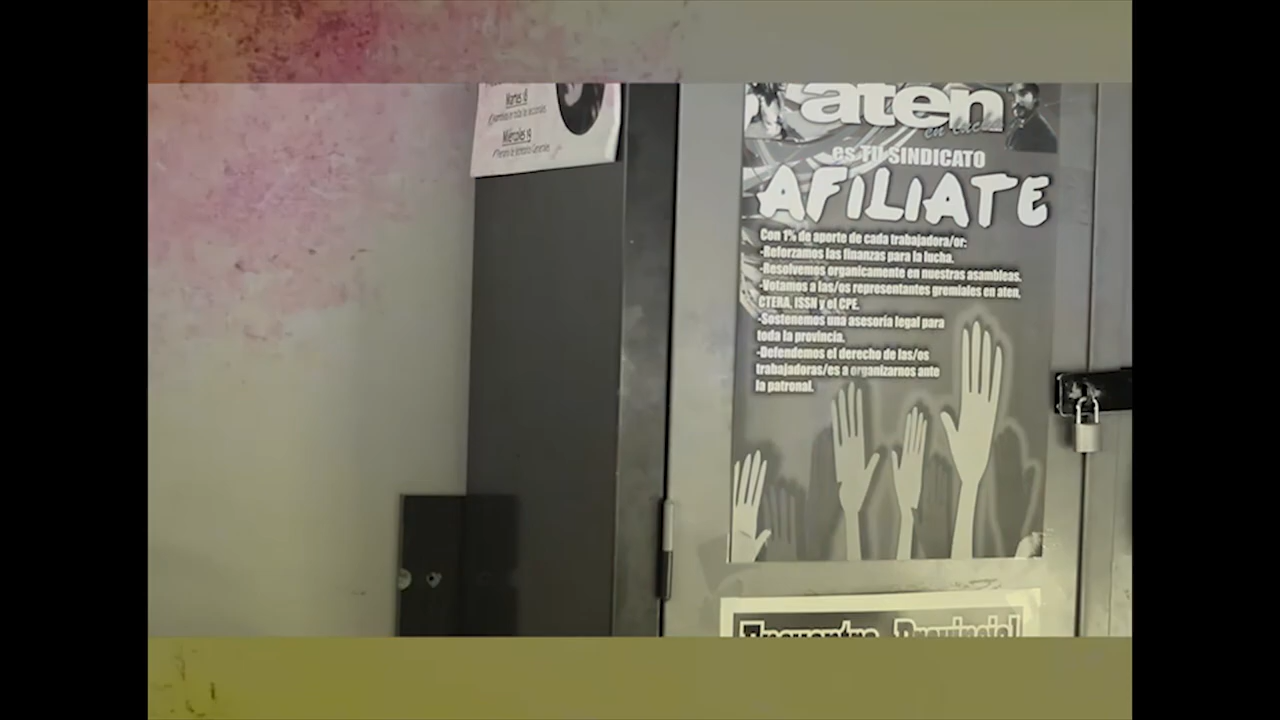 Martes 18
Miércoles 19
aten
en luc
es TU SINDICATO
AFILIATE
Con 1% de aporte de cada trabajadora/or:
-Reforzamos las finanzas para la lucha.
-Resolvemos organicamente en nuestras asambleas.
-Votamos a las/os representantes gremiales en aten,
CTERA, ISSN y el CPE.
-Sostenemos una asesoría legal para
toda la provincia.
-Defendemos el derecho de las/os
trabajadoras/es a organizarnos ante
la patronal.
Encuentro Provincial